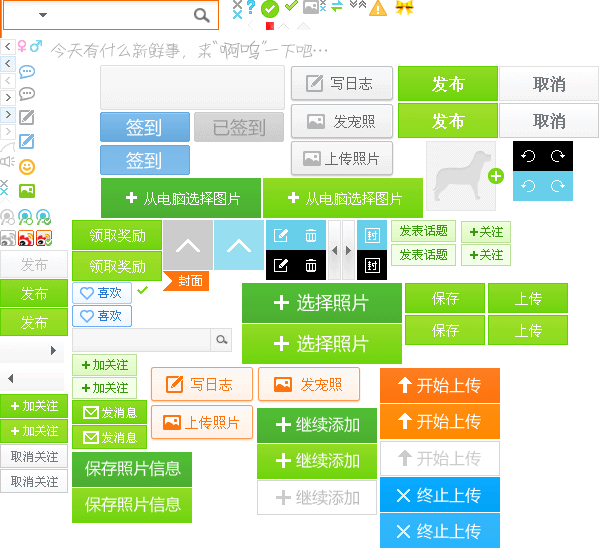 今天有什么新鲜事，来“啊呜”一下吧…
写日志
发布
取消
签到
已签到
发宠照
发布
取消
签到
上传照片
从电脑选择图片
从电脑选择图片
领取奖励
封
发表话题
关注
领取奖励
封
发表话题
关注
发布
封面
发布
喜欢
选择照片
保存
上传
发布
喜欢
选择照片
保存
上传
加关注
写日志
发宠照
开始上传
加关注
加关注
发消息
上传照片
继续添加
开始上传
加关注
发消息
取消关注
保存照片信息
继续添加
开始上传
取消关注
保存照片信息
继续添加
终止上传
终止上传